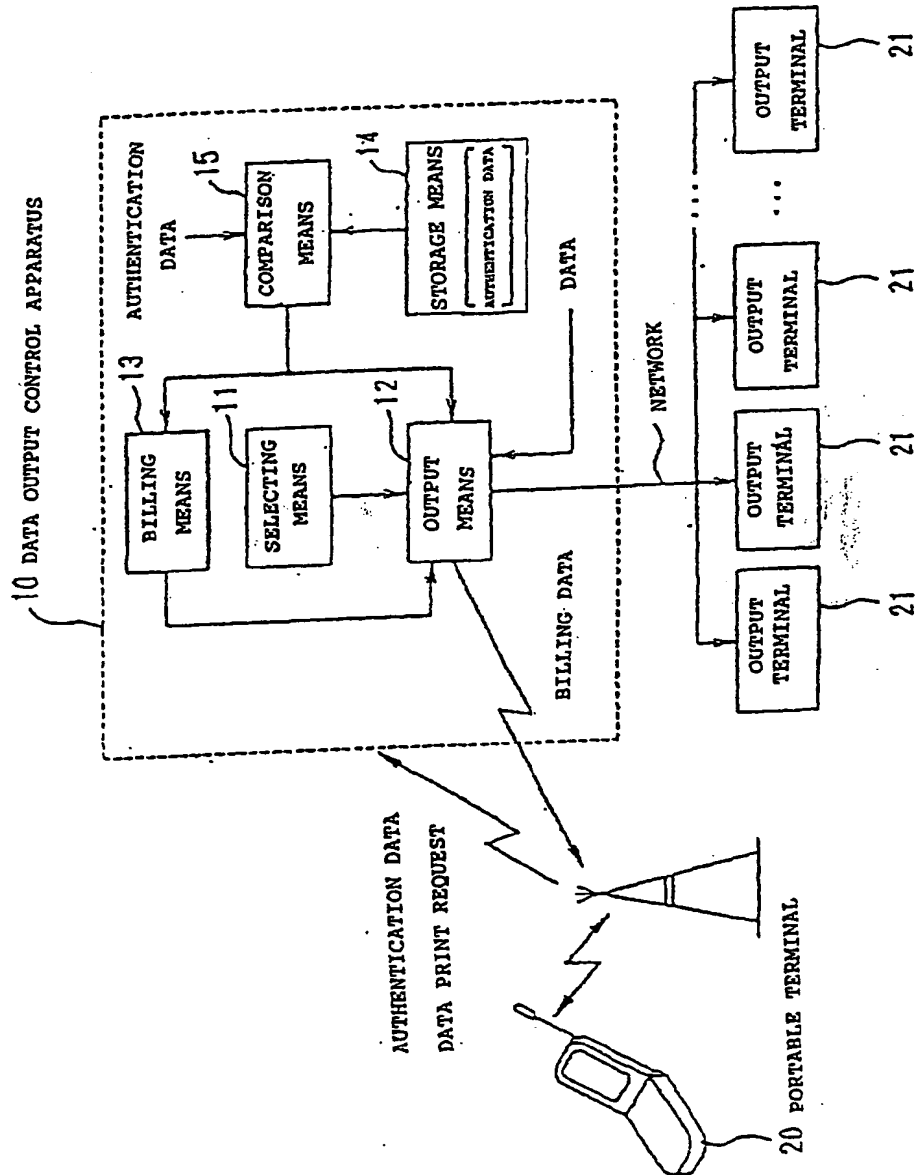 10 DATA OUTPUT CONTROL APPARATUS
13
BILLING
MEANS
11
SELECTING
MEANS
12
OUTPUT
MEANS
AUTHENTICATION
DATA
15
COMPARISON
MEANS
14
STORAGE MEANS
AUTHENTICATION DATA
DATA
BILLING DATA
AUTHENTICATION DATA
DATA PRINT REQUEST
20 PORTABLE TERMINAL
NETWORK
OUTPUT
TERMINAL
21
OUTPUT
TERMINAL
21
OUTPUT
TERMINAL
21
...
...
OUTPUT
TERMINAL
21